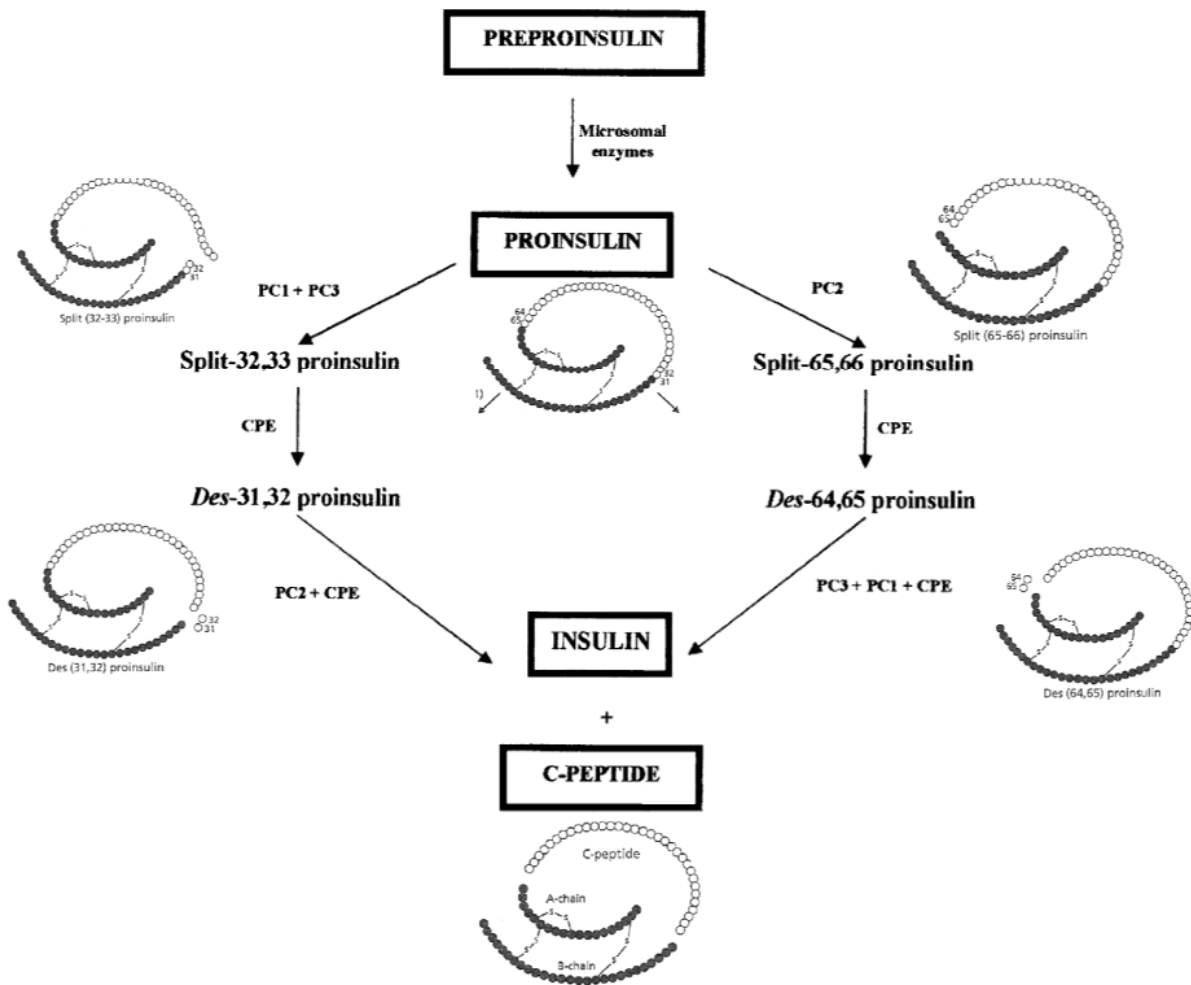 PREPROINSULIN
Microsomal
enzymes
64
65
S
S
S
S
S
S
32
31
Split (32-33) proinsulin
PROINSULIN
S
S
S
S
S
S
Split (65-66) proinsulin
PC1 + PC3
PC2
64
65
S
S
S
S
S
S
32
31
1)
Split-32,33 proinsulin
Split-65,66 proinsulin
CPE
CPE
Des-31,32 proinsulin
Des-64,65 proinsulin
S
S
S
S
S
S
32
31
Des (31,32) proinsulin
PC2 + CPE
PC3 + PC1 + CPE
64
65
S
S
S
S
S
S
Des (64,65) proinsulin
INSULIN
+
C-PEPTIDE
C-peptide
A-chain
S
S
S
S
S
S
B-chain